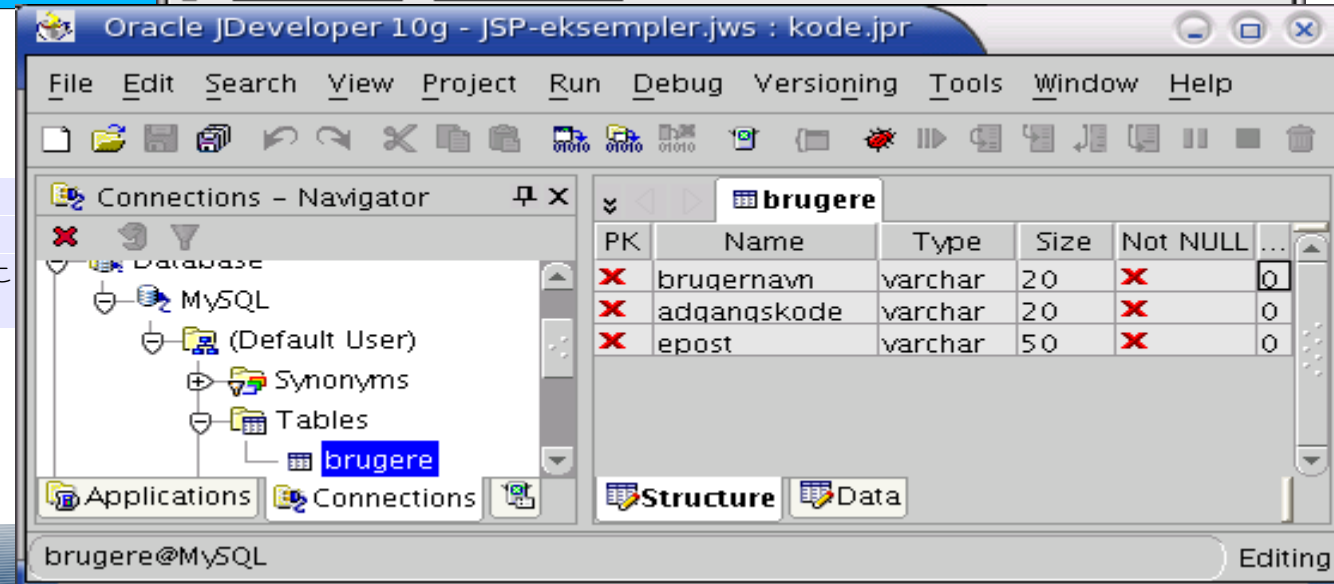 Oracle JDeveloper 10g - JSP-eksempler.jws : kode.jpr
File Edit Search View Project Run Debug Versioning Tools Window Help
Connections - Navigator
Database
MySQL
(Default User)
Synonyms
Tables
brugere
Applications Connections
brugere
PK Name Type Size Not NULL ...
brugernavn varchar 20 0
adgangskode varchar 20 0
epost varchar 50 0
Structure Data
brugere@MySQL Editing